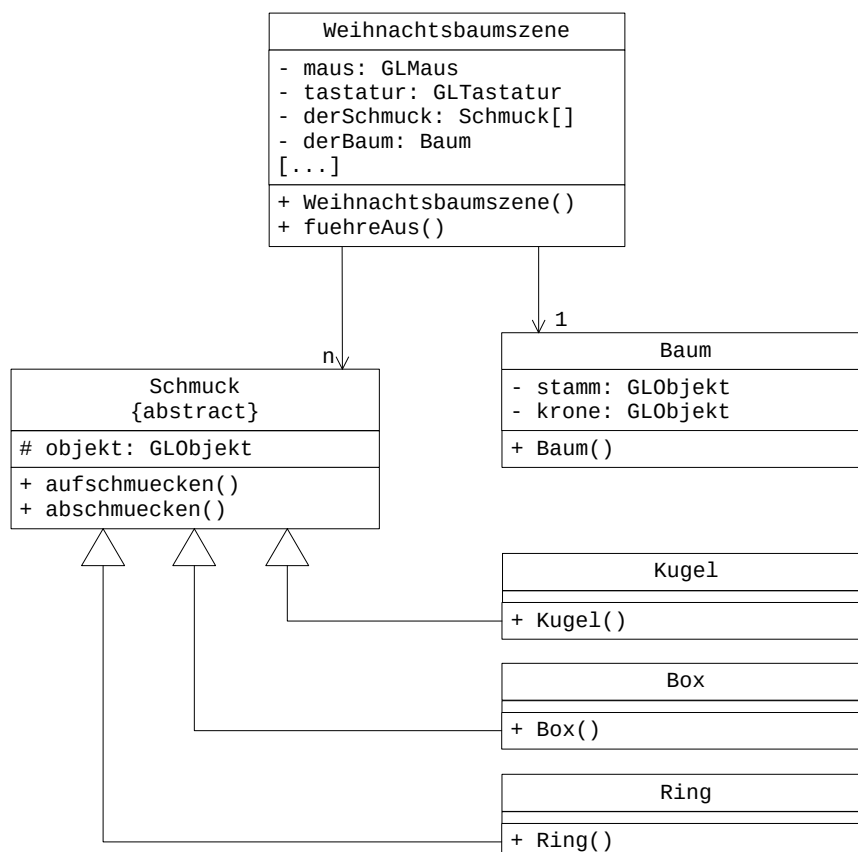 Weihnachtsbaumszene
- maus: GLMaus
- tastatur: GLTastatur
- derSchmuck: Schmuck[]
- derBaum: Baum
[...]
+ Weihnachtsbaumszene()
+ fuehreAus()
n
1
Schmuck
{abstract}
# objekt: GLObjekt
+ aufschmuecken()
+ abschmuecken()
Baum
- stamm: GLObjekt
- krone: GLObjekt
+ Baum()
Kugel
+ Kugel()
Box
+ Box()
Ring
+ Ring()